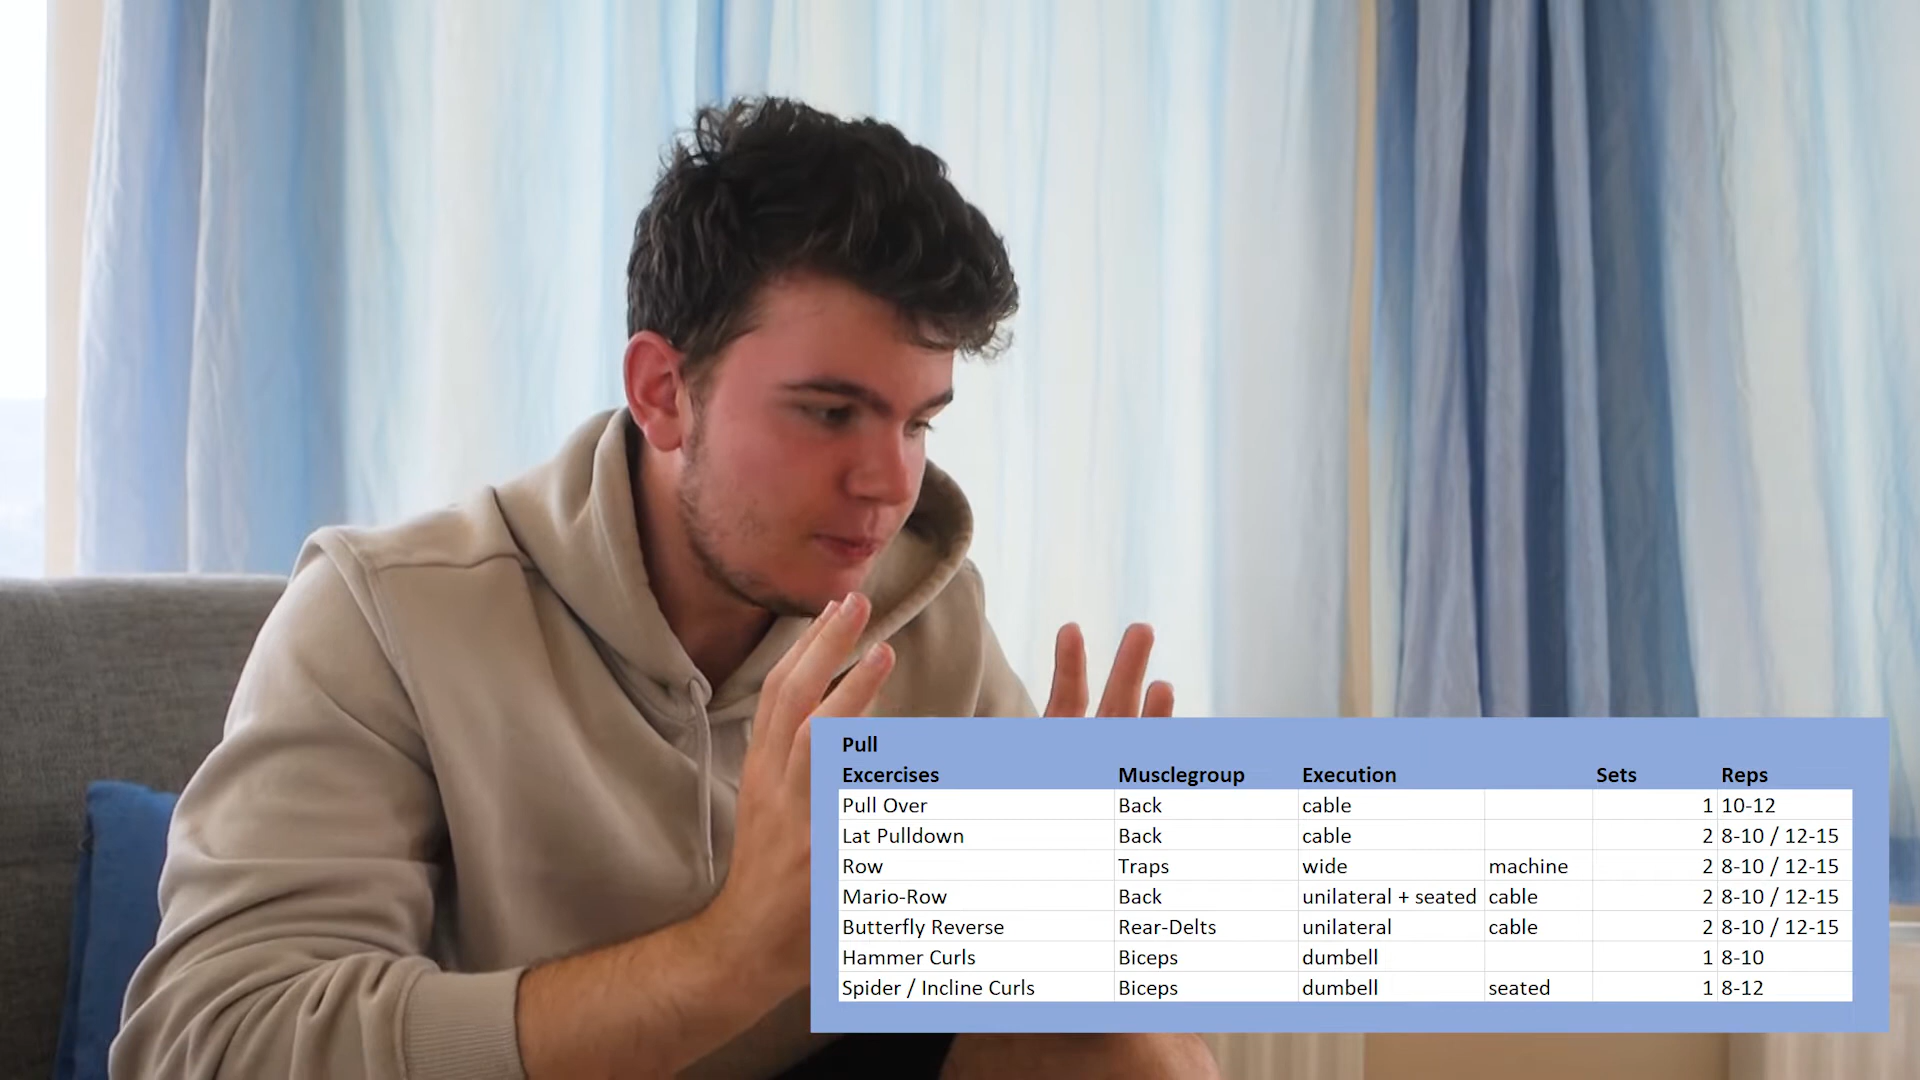 Pull
Excercises Musclegroup Execution Sets Reps
Pull Over Back cable 1 10-12
Lat Pulldown Back cable 2 8-10 / 12-15
Row Traps wide machine 2 8-10 / 12-15
Mario-Row Back unilateral + seated cable 2 8-10 / 12-15
Butterfly Reverse Rear-Delts unilateral cable 2 8-10 / 12-15
Hammer Curls Biceps dumbell 1 8-10
Spider / Incline Curls Biceps dumbell seated 1 8-12